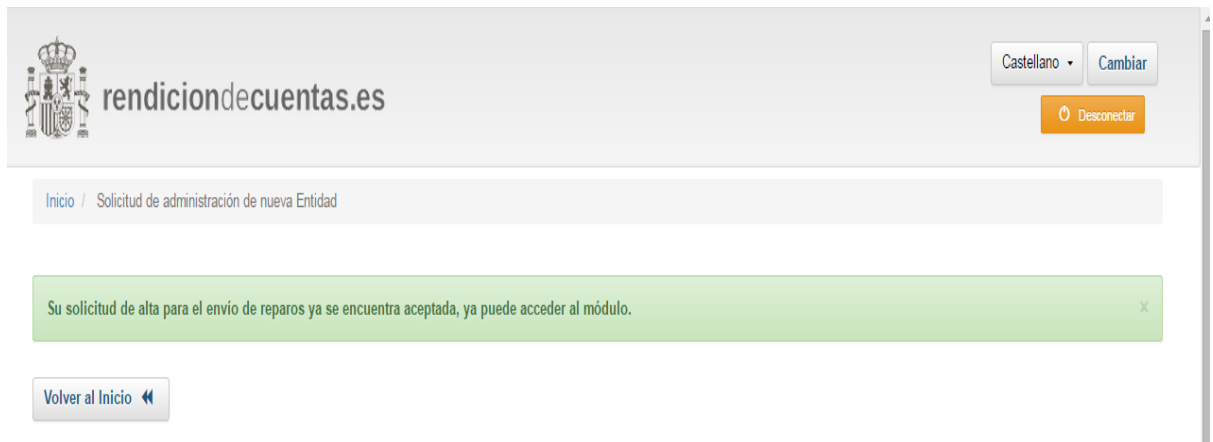 Castellano
Cambiar
rendiciondecuentas.es
Desconectar
Inicio / Solicitud de administración de nueva Entidad
Su solicitud de alta para el envío de reparos ya se encuentra aceptada, ya puede acceder al módulo.
x
Volver al Inicio